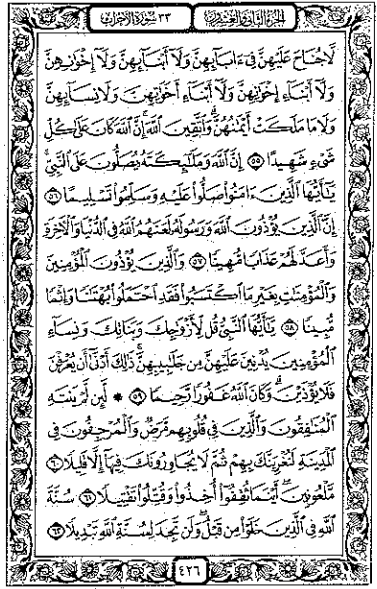 الجزء الثاني والعشرون ٣٣ سورة الأحزاب
لَّا جُنَاحَ عَلَيْهِنَّ فِىٓ ءَابَآئِهِنَّ وَلَآ أَبْنَآئِهِنَّ وَلَآ إِخْوَٰنِهِنَّ
وَلَآ أَبْنَآءِ إِخْوَٰنِهِنَّ وَلَآ أَبْنَآءِ أَخَوَٰتِهِنَّ وَلَا نِسَآئِهِنَّ
وَلَا مَا مَلَكَتْ أَيْمَٰنُهُنَّ وَٱتَّقِينَ ٱللَّهَ إِنَّ ٱللَّهَ كَانَ عَلَىٰ كُلِّ
شَىْءٍ شَهِيدًا ٥٥ إِنَّ ٱللَّهَ وَمَلَٰٓئِكَتَهُۥ يُصَلُّونَ عَلَى ٱلنَّبِىِّ
يَٰٓأَيُّهَا ٱلَّذِينَ ءَامَنُوا۟ صَلُّوا۟ عَلَيْهِ وَسَلِّمُوا۟ تَسْلِيمًا ٥٦
إِنَّ ٱلَّذِينَ يُؤْذُونَ ٱللَّهَ وَرَسُولَهُۥ لَعَنَهُمُ ٱللَّهُ فِى ٱلدُّنْيَا وَٱلْءَاخِرَةِ
وَأَعَدَّ لَهُمْ عَذَابًا مُّهِينًا ٥٧ وَٱلَّذِينَ يُؤْذُونَ ٱلْمُؤْمِنِينَ
وَٱلْمُؤْمِنَٰتِ بِغَيْرِ مَا ٱكْتَسَبُوا۟ فَقَدِ ٱحْتَمَلُوا۟ بُهْتَٰنًا وَإِثْمًا
مُّبِينًا ٥٨ يَٰٓأَيُّهَا ٱلنَّبِىُّ قُل لِّأَزْوَٰجِكَ وَبَنَاتِكَ وَنِسَآءِ
ٱلْمُؤْمِنِينَ يُدْنِينَ عَلَيْهِنَّ مِن جَلَٰبِيبِهِنَّ ذَٰلِكَ أَدْنَىٰٓ أَن يُعْرَفْنَ
فَلَا يُؤْذَيْنَ وَكَانَ ٱللَّهُ غَفُورًا رَّحِيمًا ٥٩ ۞ لَّئِن لَّمْ يَنتَهِ
ٱلْمُنَٰفِقُونَ وَٱلَّذِينَ فِى قُلُوبِهِم مَّرَضٌ وَٱلْمُرْجِفُونَ فِى
ٱلْمَدِينَةِ لَنُغْرِيَنَّكَ بِهِمْ ثُمَّ لَا يُجَاوِرُونَكَ فِيهَآ إِلَّا قَلِيلًا ٦٠
مَّلْعُونِينَ أَيْنَمَا ثُقِفُوٓا۟ أُخِذُوا۟ وَقُتِّلُوا۟ تَقْتِيلًا ٦١ سُنَّةَ
ٱللَّهِ فِى ٱلَّذِينَ خَلَوْا۟ مِن قَبْلُ وَلَن تَجِدَ لِسُنَّةِ ٱللَّهِ تَبْدِيلًا ٦٢
٤٢٦